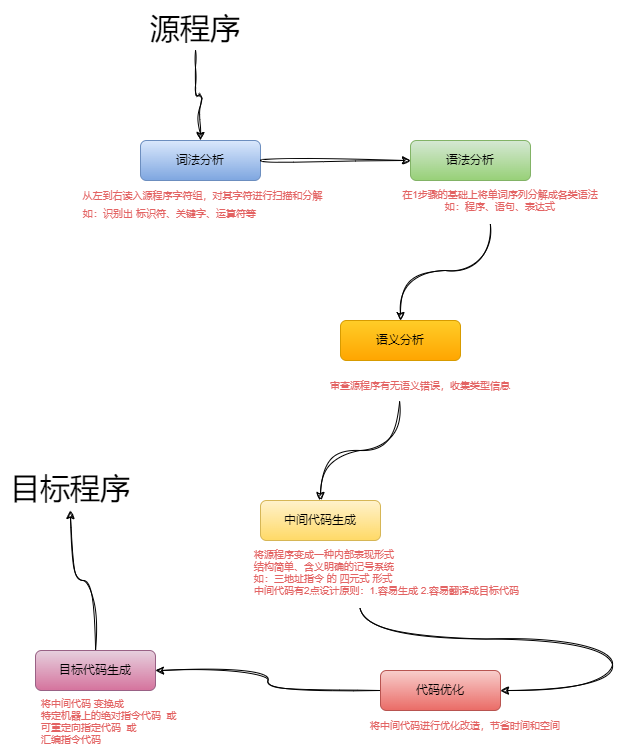 源程序
词法分析
从左到右读入源程序字符组，对其字符进行扫描和分解
如：识别出 标识符、关键字、运算符等
语法分析
在1步骤的基础上将单词序列分解成各类语法
如：程序、语句、表达式
语义分析
审查源程序有无语义错误，收集类型信息
中间代码生成
将源程序变成一种内部表现形式
结构简单、含义明确的记号系统
如：三地址指令 的 四元式 形式
中间代码有2点设计原则：1.容易生成 2.容易翻译成目标代码
代码优化
将中间代码进行优化改造，节省时间和空间
目标代码生成
将中间代码 变换成
特定机器上的绝对指令代码  或
可重定向指定代码  或
汇编指令代码
目标程序